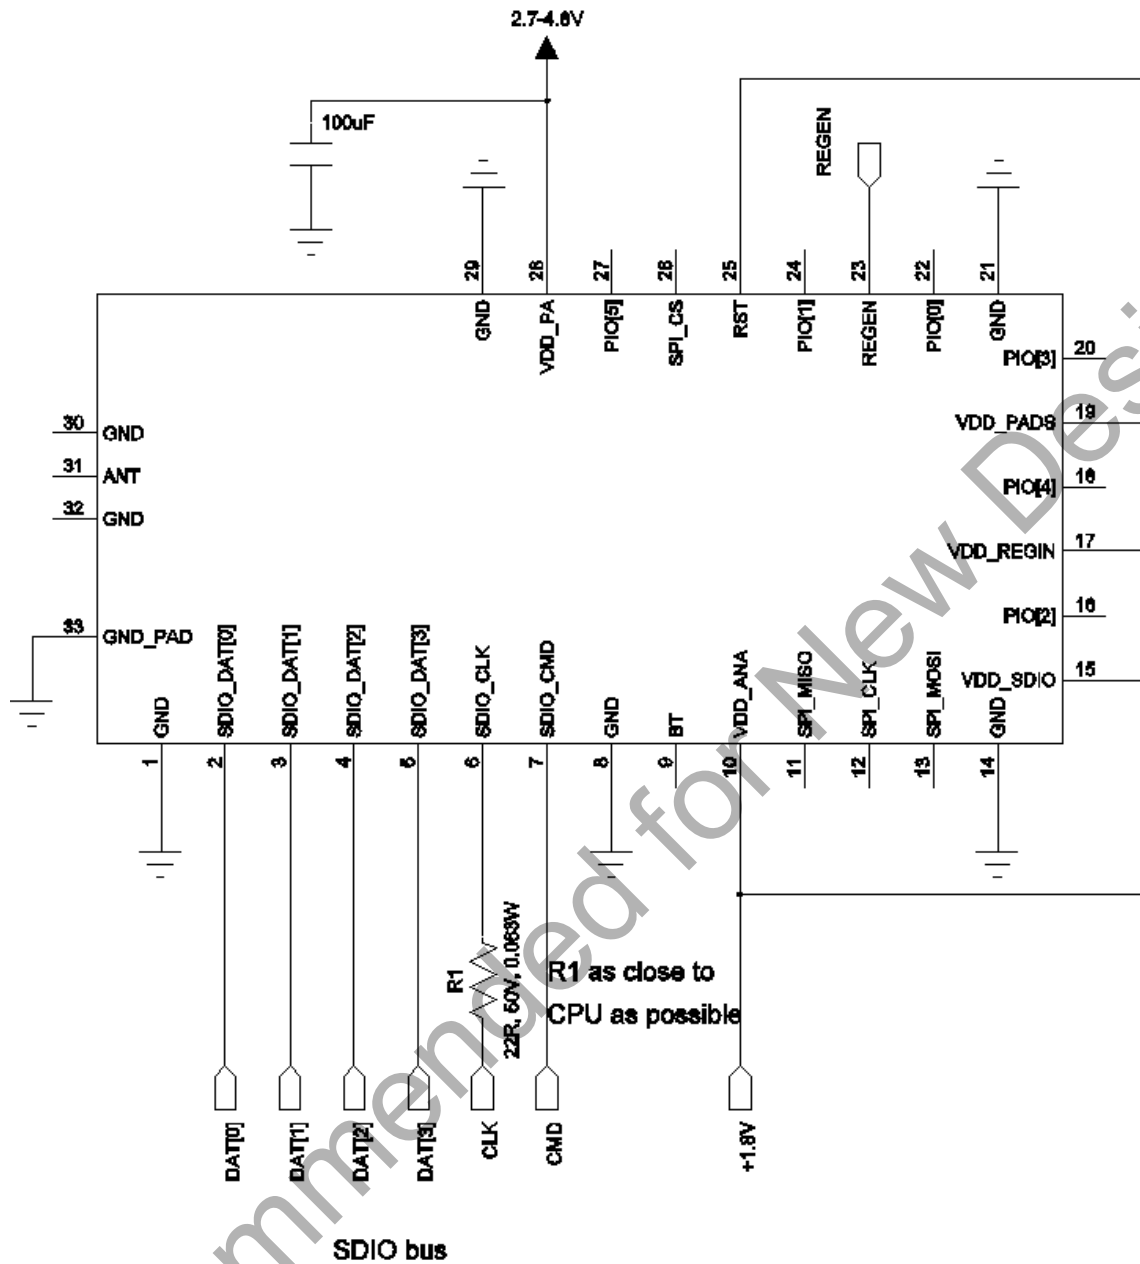 2.7-4.8V
100uF
REGEN
29
28
27
26
25
24
23
22
21
GND
VDD_PA
PIO[5]
SPI_CS
RST
PIO[1]
REGEN
PIO[0]
GND
PIO[3] 20
VDD_PADS 19
PIO[4] 18
VDD_REGIN 17
PIO[2] 16
VDD_SDIO 15
30 GND
31 ANT
32 GND
33 GND_PAD
GND
SDIO_DAT[0]
SDIO_DAT[1]
SDIO_DAT[2]
SDIO_DAT[3]
SDIO_CLK
SDIO_CMD
GND
BT
VDD_ANA
SPI_MISO
SPI_CLK
SPI_MOSI
GND
1
2
3
4
5
6
7
8
9
10
11
12
13
14
R1
22R, 50V, 0.063W
R1 as close to
CPU as possible
DAT[0]
DAT[1]
DAT[2]
DAT[3]
CLK
CMD
+1.8V
SDIO bus
mmended for New Desi